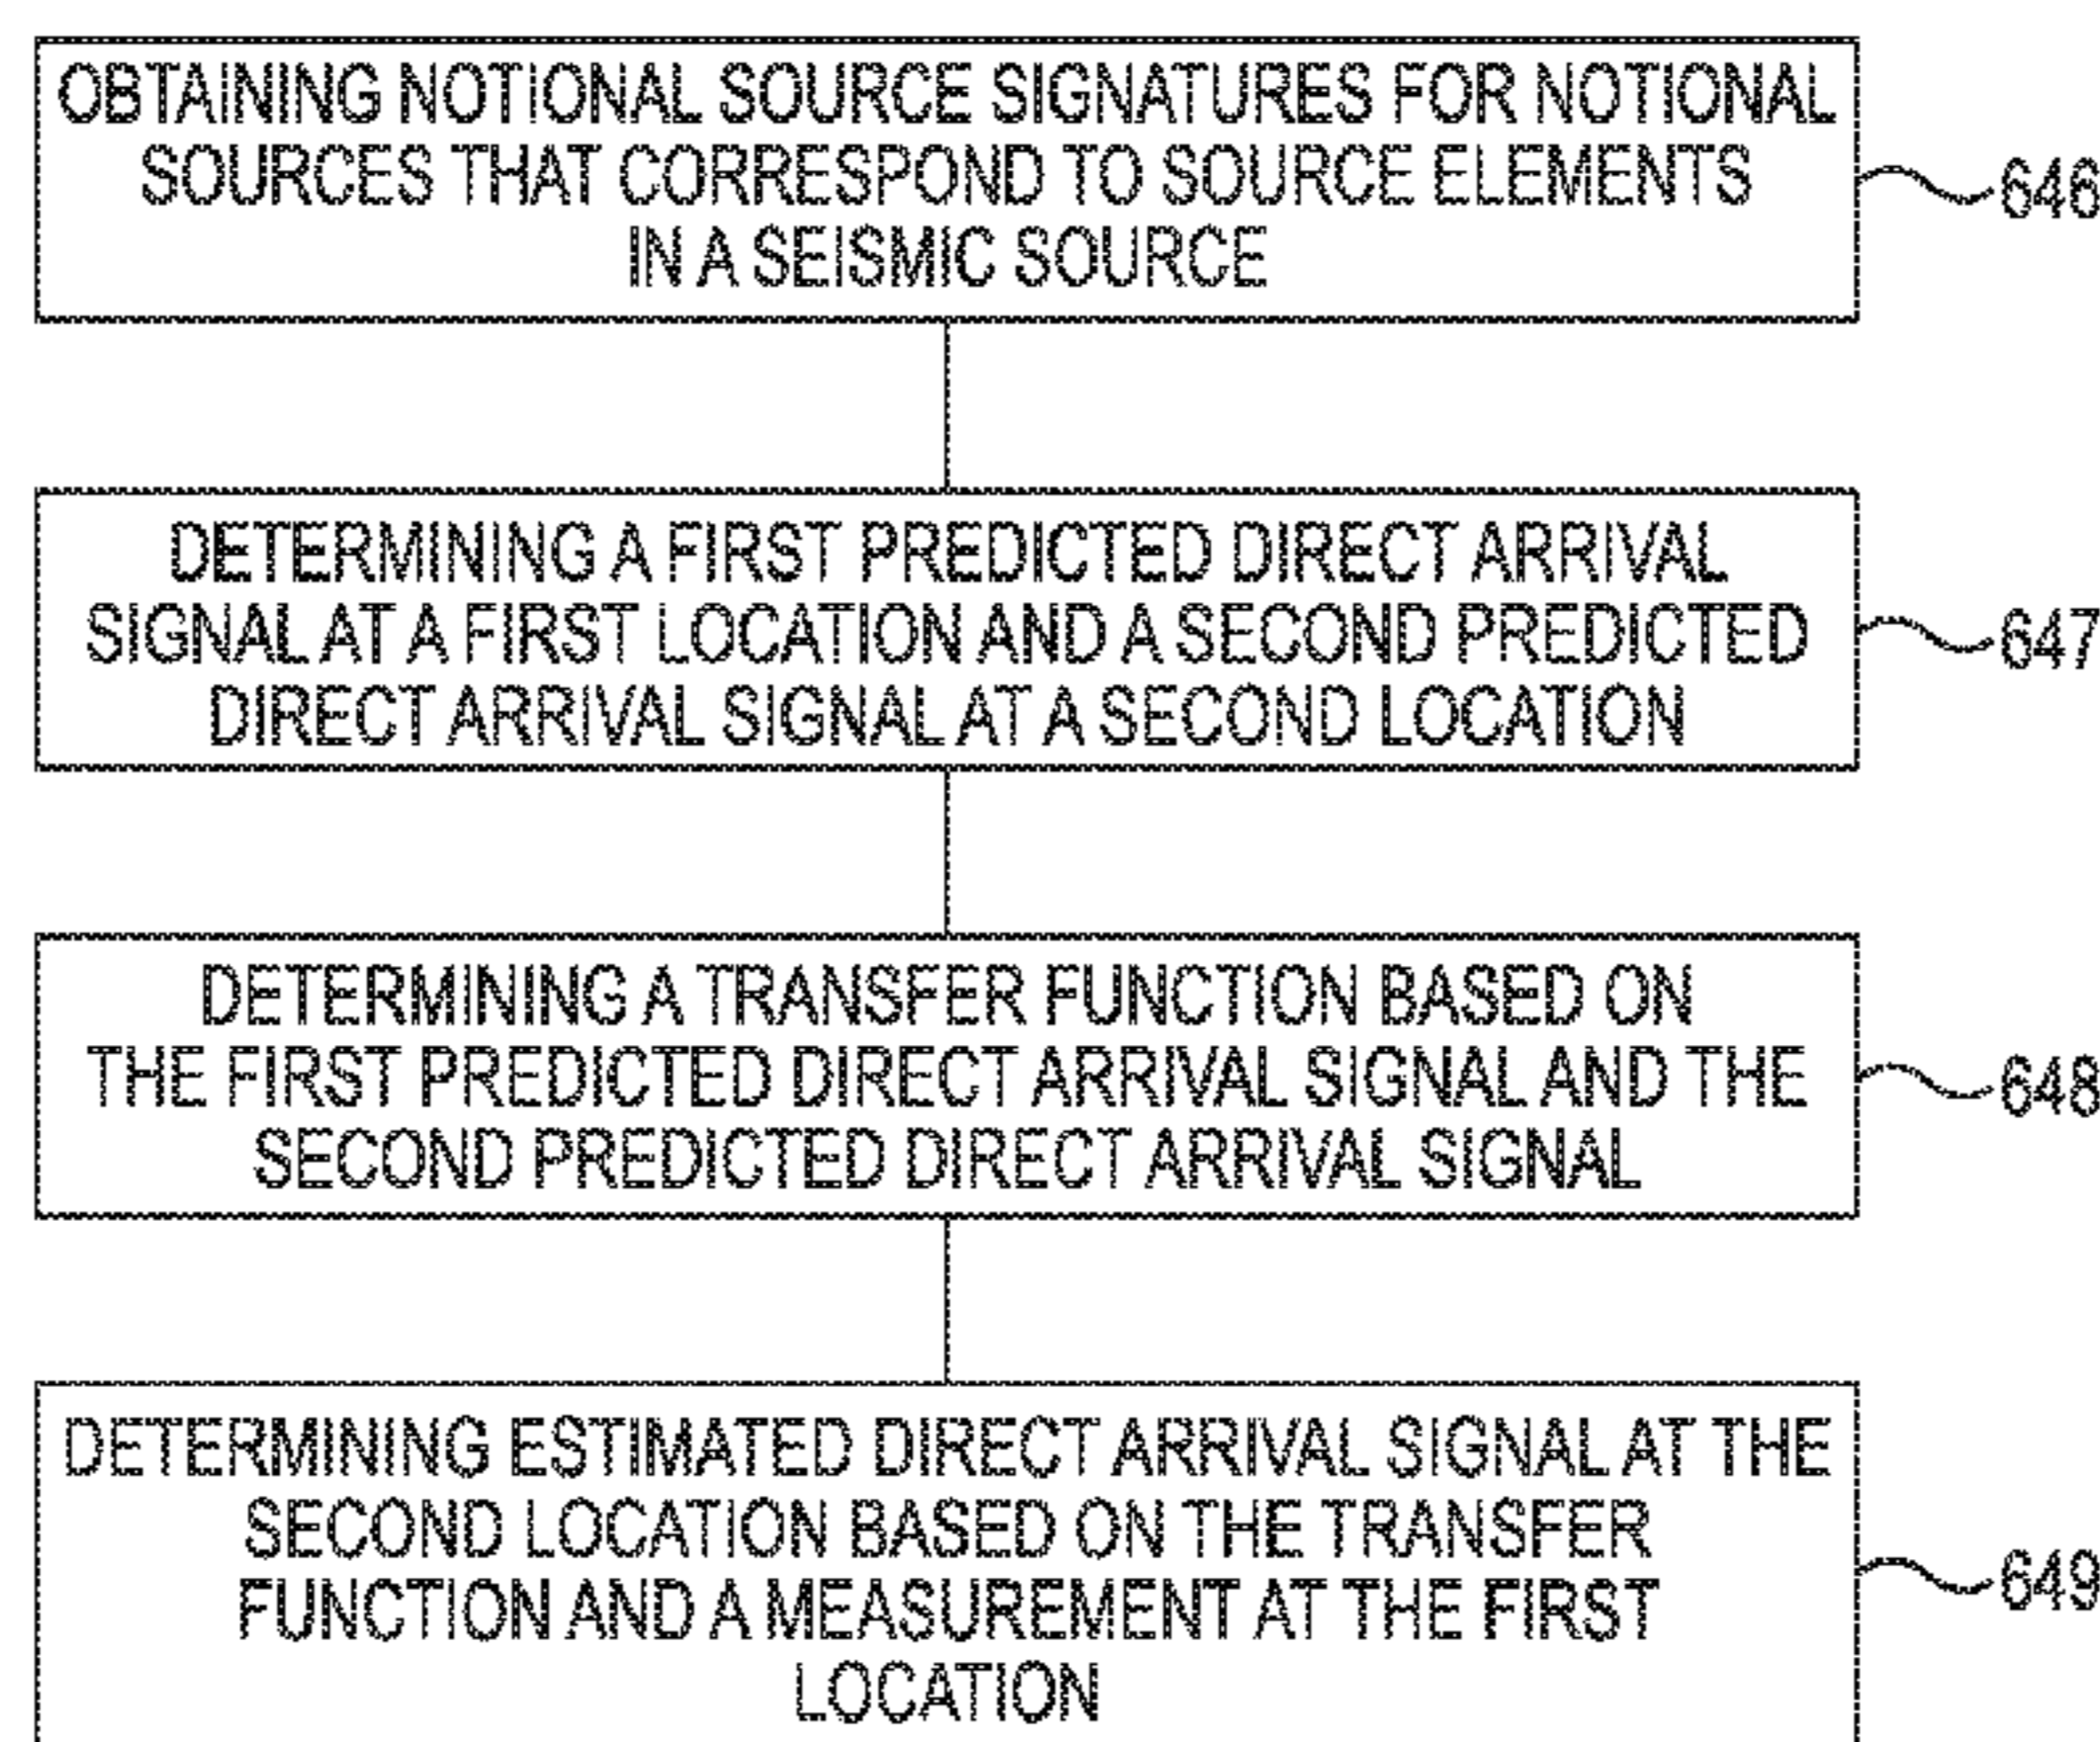 OBTAINING NOTIONAL SOURCE SIGNATURES FOR NOTIONAL
SOURCES THAT CORRESPOND TO SOURCE ELEMENTS
IN A SEISMIC SOURCE
646
DETERMINING A FIRST PREDICTED DIRECT ARRIVAL
SIGNAL AT A FIRST LOCATION AND A SECOND PREDICTED
DIRECT ARRIVAL SIGNAL AT A SECOND LOCATION
647
DETERMINING A TRANSFER FUNCTION BASED ON
THE FIRST PREDICTED DIRECT ARRIVAL SIGNAL AND THE
SECOND PREDICTED DIRECT ARRIVAL SIGNAL
648
DETERMINING ESTIMATED DIRECT ARRIVAL SIGNAL AT THE
SECOND LOCATION BASED ON THE TRANSFER
FUNCTION AND A MEASUREMENT AT THE FIRST
LOCATION
649